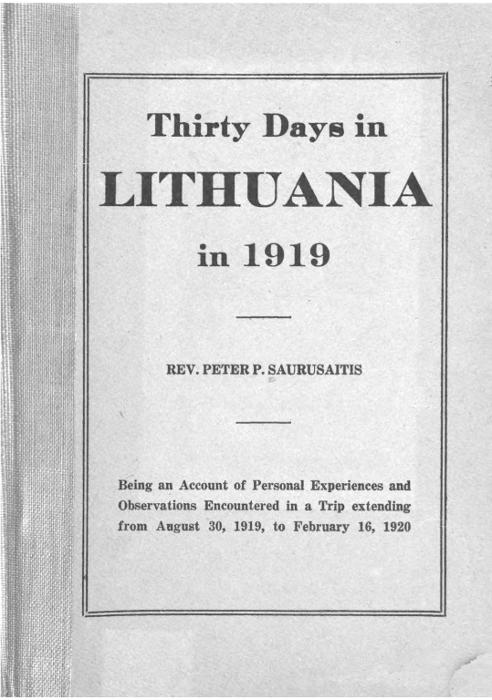 Thirty Days in
LITHUANIA
in 1919
REV. PETER P. SAURUSAITIS
Being an Account of Personal Experiences and
Observations Encountered in a Trip extending
from August 30, 1919, to February 16, 1920